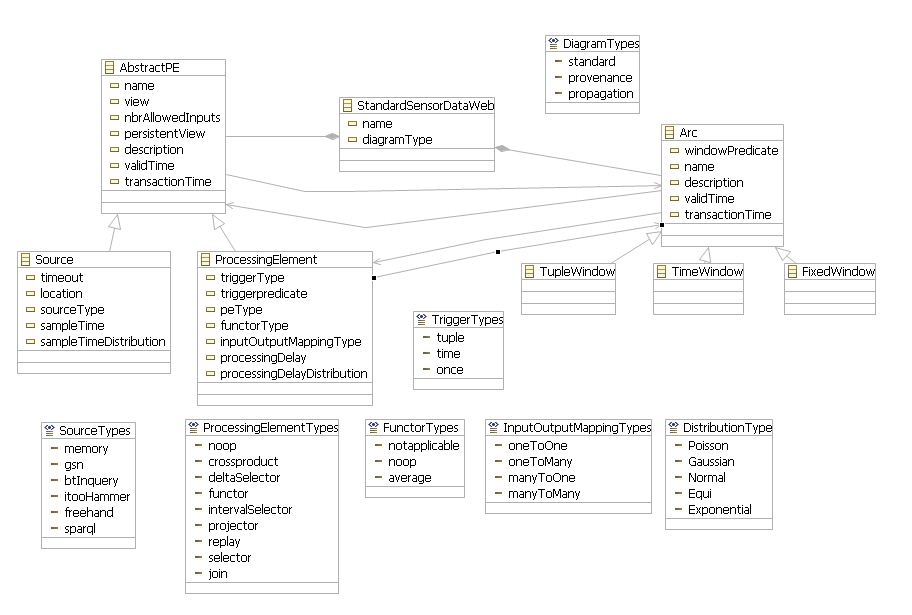 DiagramTypes
standard
provenance
propagation
AbstractPE
name
view
nbrAllowedInputs
persistentView
description
validTime
transactionTime
StandardSensorDataWeb
name
diagramType
Arc
windowPredicate
name
description
validTime
transactionTime
Source
timeout
location
sourceType
sampleTime
sampleTimeDistribution
ProcessingElement
triggerType
triggerpredicate
peType
functorType
inputOutputMappingType
processingDelay
processingDelayDistribution
TupleWindow
TimeWindow
FixedWindow
TriggerTypes
tuple
time
once
SourceTypes
memory
gsn
btInquery
itooHammer
freehand
sparql
ProcessingElementTypes
noop
crossproduct
deltaSelector
functor
intervalSelector
projector
replay
selector
join
FunctorTypes
notapplicable
noop
average
InputOutputMappingTypes
oneToOne
oneToMany
manyToOne
manyToMany
DistributionType
Poisson
Gaussian
Normal
Equi
Exponential